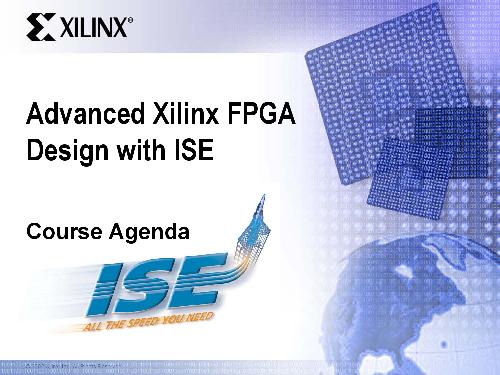 XILINX®
Advanced Xilinx FPGA
Design with ISE
Course Agenda
ISE
ALL THE SPEED YOU NEED